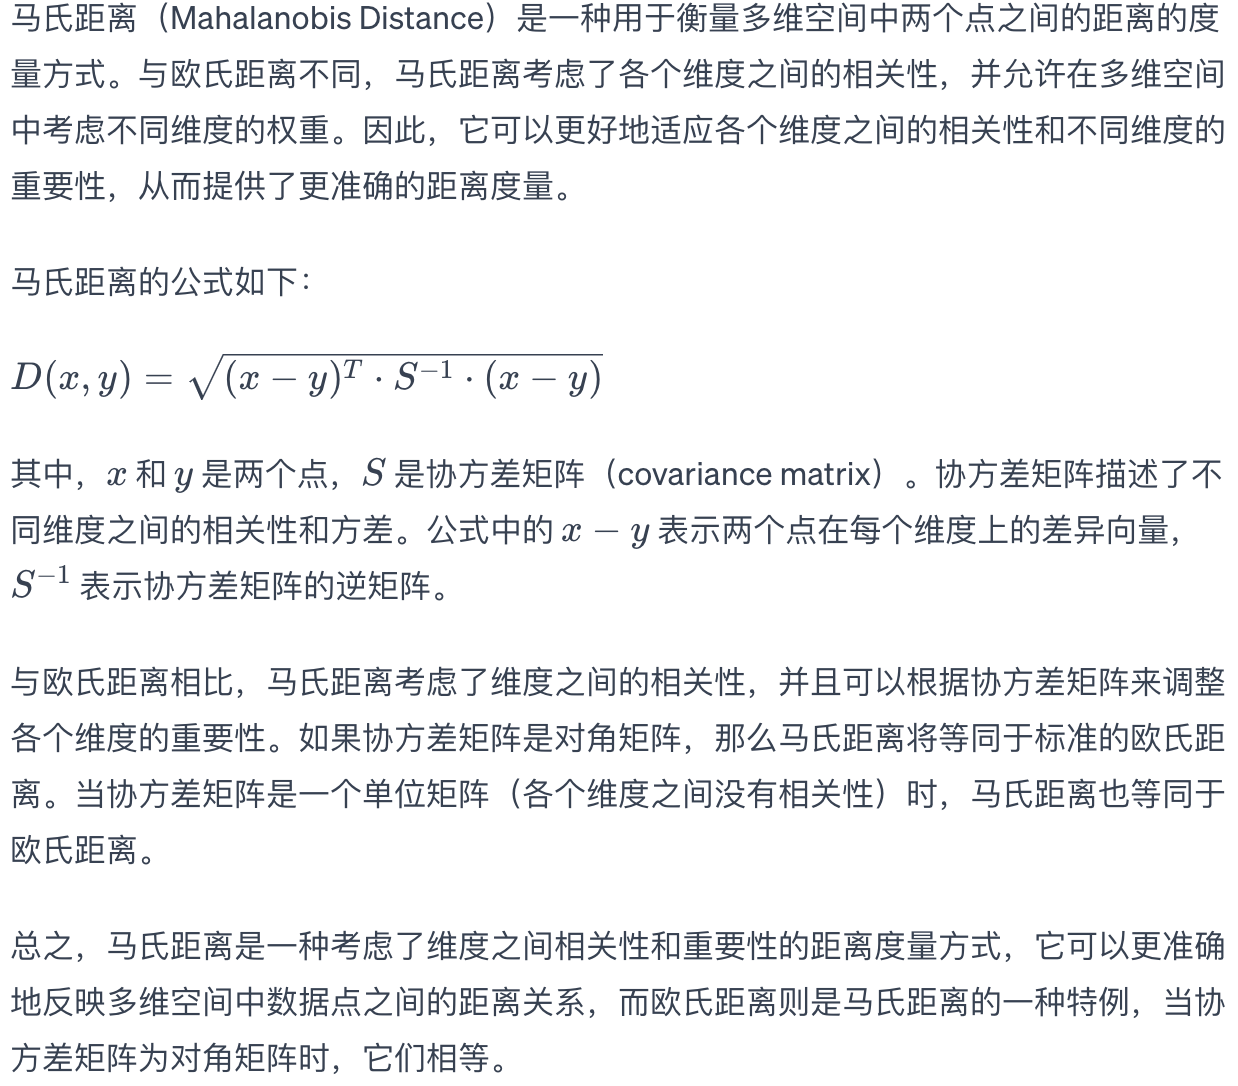 马氏距离（Mahalanobis Distance）是一种用于衡量多维空间中两个点之间的距离的度
量方式。与欧氏距离不同，马氏距离考虑了各个维度之间的相关性，并允许在多维空间
中考虑不同维度的权重。因此，它可以更好地适应各个维度之间的相关性和不同维度的
重要性，从而提供了更准确的距离度量。
马氏距离的公式如下：
D(x, y) = √((x − y)^T · S^−1 · (x − y))
其中，x 和 y 是两个点，S 是协方差矩阵（covariance matrix）。协方差矩阵描述了不
同维度之间的相关性和方差。公式中的 x − y 表示两个点在每个维度上的差异向量，
S^−1 表示协方差矩阵的逆矩阵。
与欧氏距离相比，马氏距离考虑了维度之间的相关性，并且可以根据协方差矩阵来调整
各个维度的重要性。如果协方差矩阵是对角矩阵，那么马氏距离将等同于标准的欧氏距
离。当协方差矩阵是一个单位矩阵（各个维度之间没有相关性）时，马氏距离也等同于
欧氏距离。
总之，马氏距离是一种考虑了维度之间相关性和重要性的距离度量方式，它可以更准确
地反映多维空间中数据点之间的距离关系，而欧氏距离则是马氏距离的一种特例，当协
方差矩阵为对角矩阵时，它们相等。